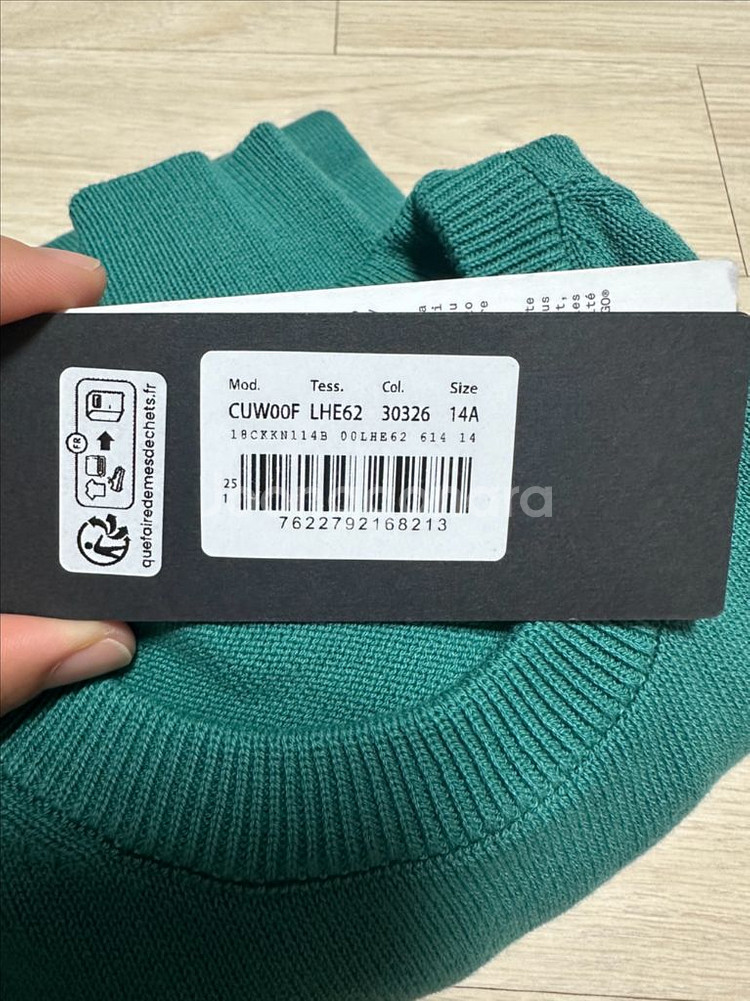 Mod. Tess. Col. Size
CUW00F LHE62 30326 14A
18CKKN114B 00LHE62 614 14
25
1
7622792168213
FR
quefairedemesdechets.fr